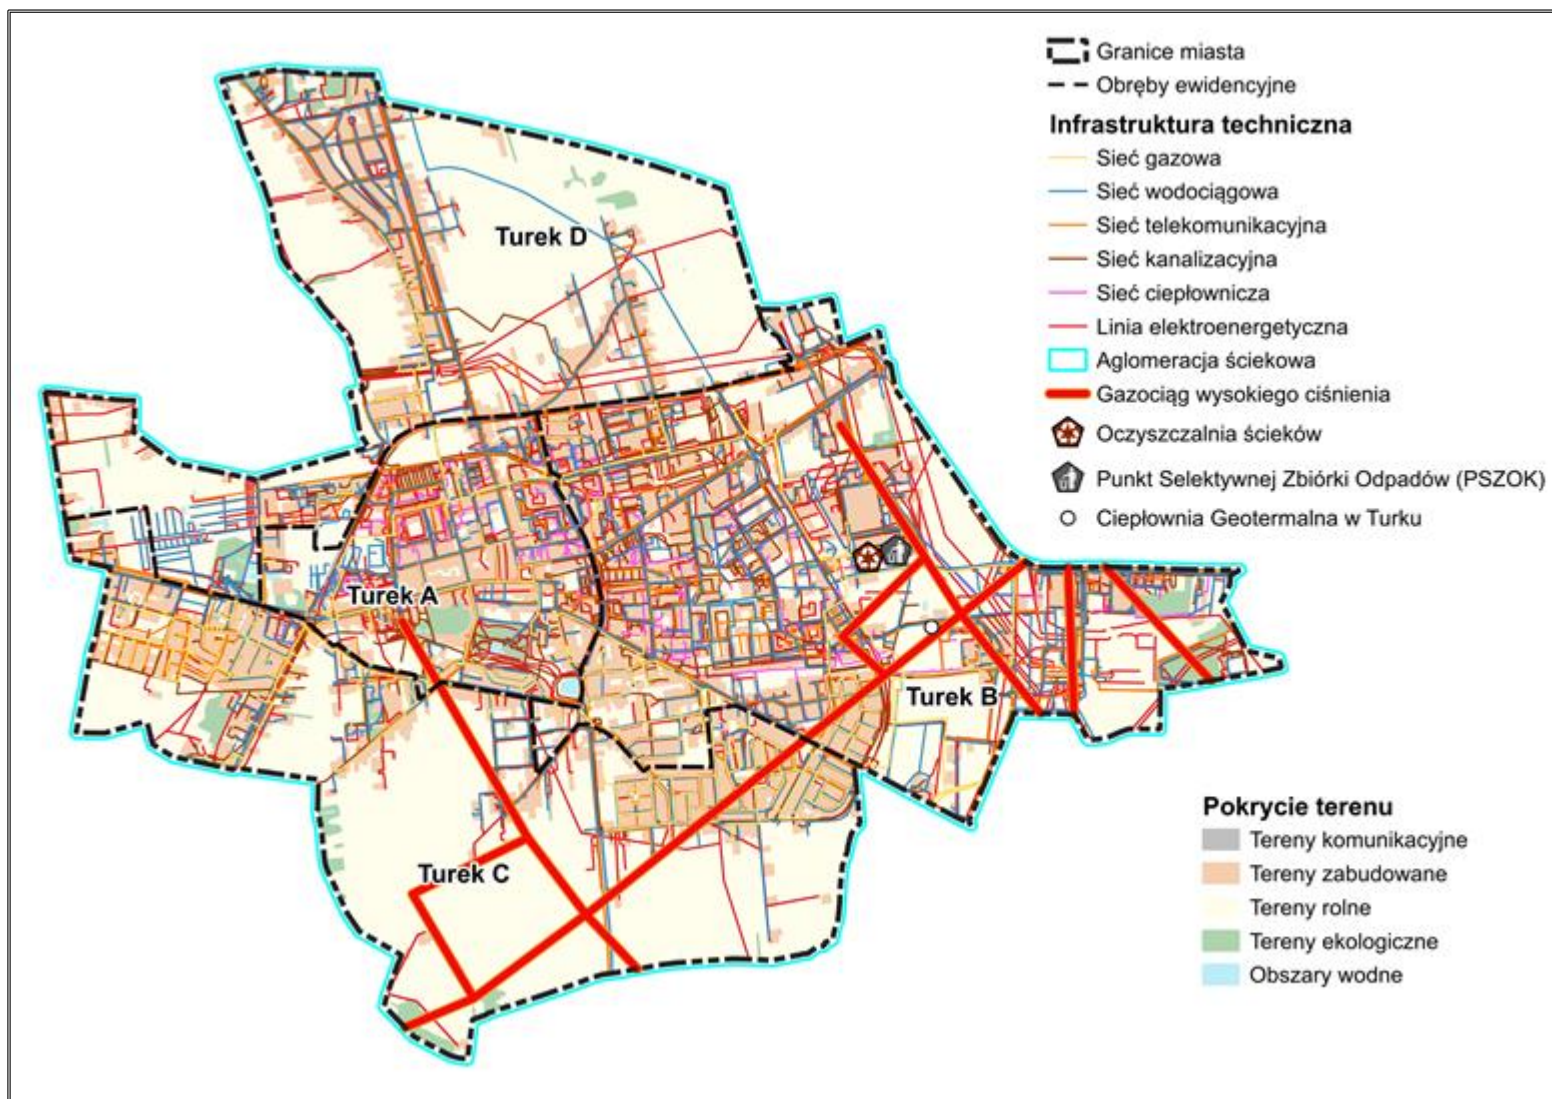 Granice miasta
Obręby ewidencyjne
Infrastruktura techniczna
Sieć gazowa
Sieć wodociągowa
Sieć telekomunikacyjna
Sieć kanalizacyjna
Sieć ciepłownicza
Linia elektroenergetyczna
Aglomeracja ściekowa
Gazociąg wysokiego ciśnienia
Oczyszczalnia ścieków
Punkt Selektywnej Zbiórki Odpadów (PSZOK)
Ciepłownia Geotermalna w Turku
Turek D
Turek A
Turek B
Turek C
Pokrycie terenu
Tereny komunikacyjne
Tereny zabudowane
Tereny rolne
Tereny ekologiczne
Obszary wodne